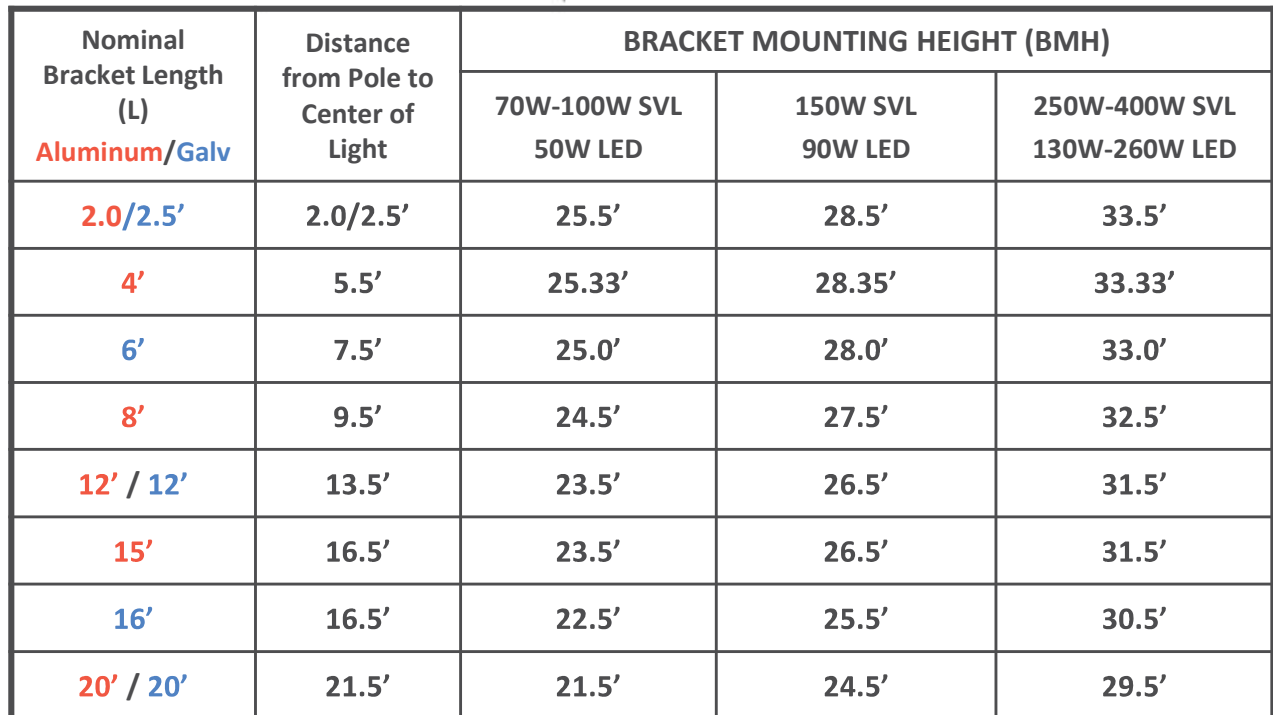 Nominal
Bracket Length
(L)
Aluminum/Galv
Distance
from Pole to
Center of
Light
BRACKET MOUNTING HEIGHT (BMH)
70W-100W SVL
50W LED
150W SVL
90W LED
250W-400W SVL
130W-260W LED
2.0/2.5’ 2.0/2.5’ 25.5’ 28.5’ 33.5’
4’ 5.5’ 25.33’ 28.35’ 33.33’
6’ 7.5’ 25.0’ 28.0’ 33.0’
8’ 9.5’ 24.5’ 27.5’ 32.5’
12’ / 12’ 13.5’ 23.5’ 26.5’ 31.5’
15’ 16.5’ 23.5’ 26.5’ 31.5’
16’ 16.5’ 22.5’ 25.5’ 30.5’
20’ / 20’ 21.5’ 21.5’ 24.5’ 29.5’